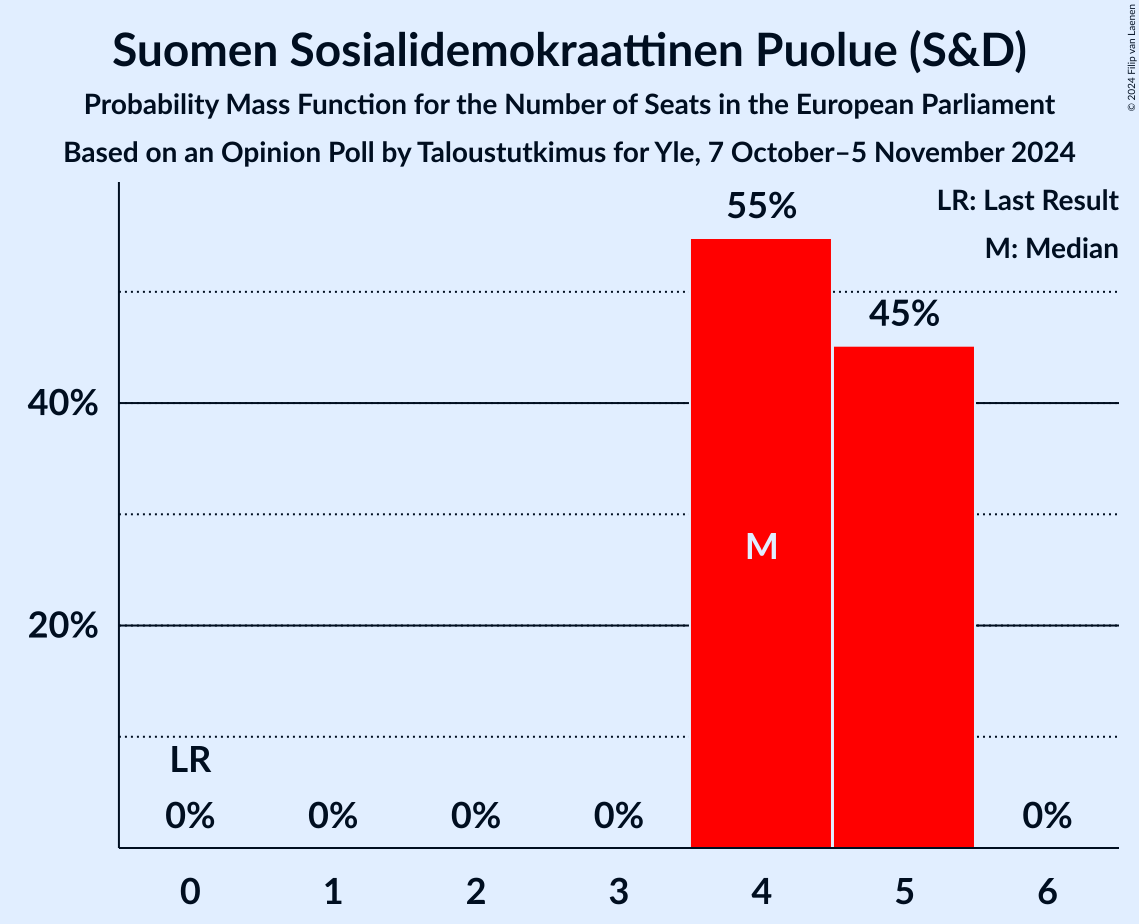 Suomen Sosialidemokraattinen Puolue (S&D)
Probability Mass Function for the Number of Seats in the European Parliament
Based on an Opinion Poll by Taloustutkimus for Yle, 7 October–5 November 2024
© 2024 Filip van Laenen
LR: Last Result
M: Median
55%
45%
40%
M
20%
LR
0% 0% 0% 0% 0%
0 1 2 3 4 5 6